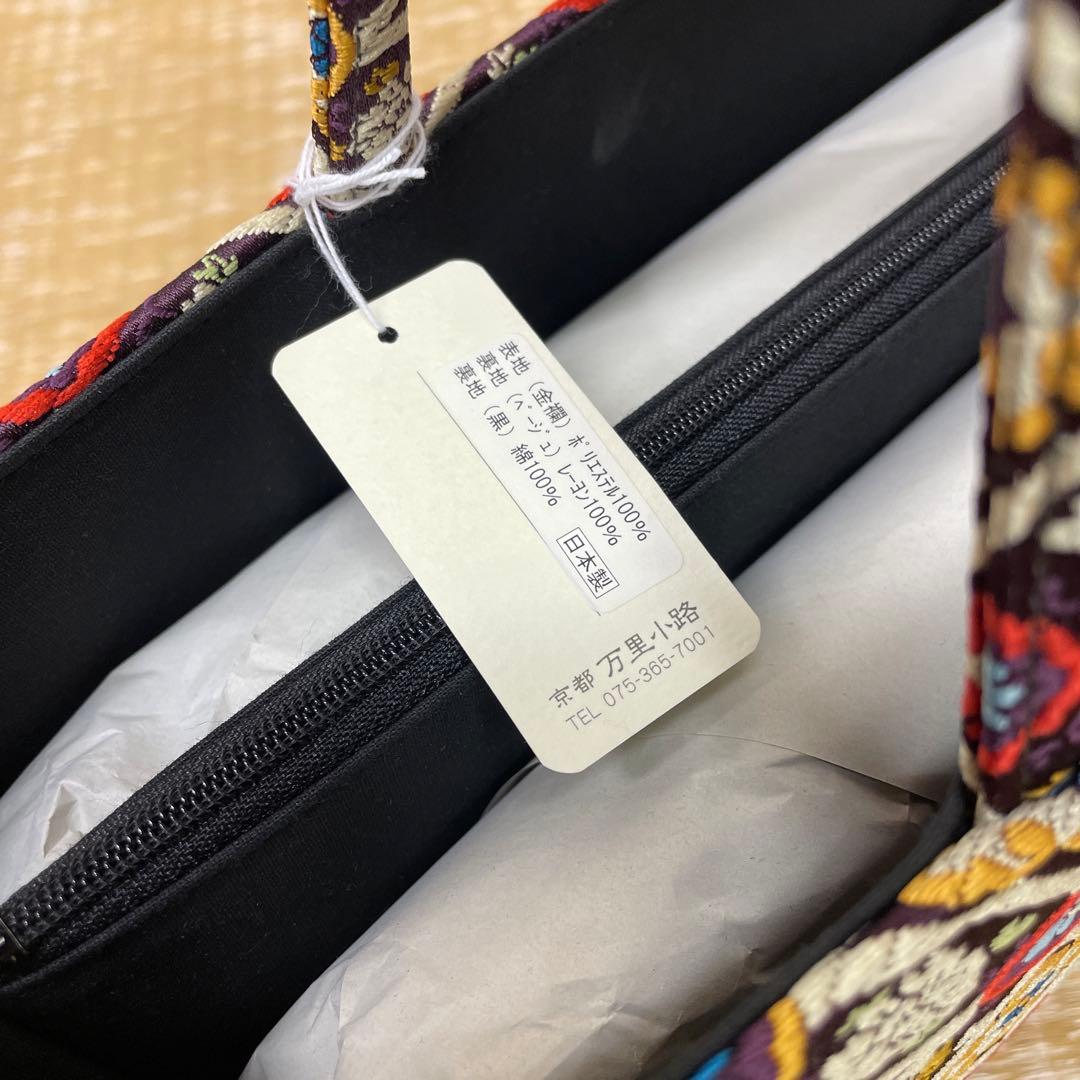 表地(金襴)ポリエステル100%
裏地(ベージュ)レーヨン100%
裏地(黒)綿100%
日本製
京都 万里小路
TEL 075-365-7001